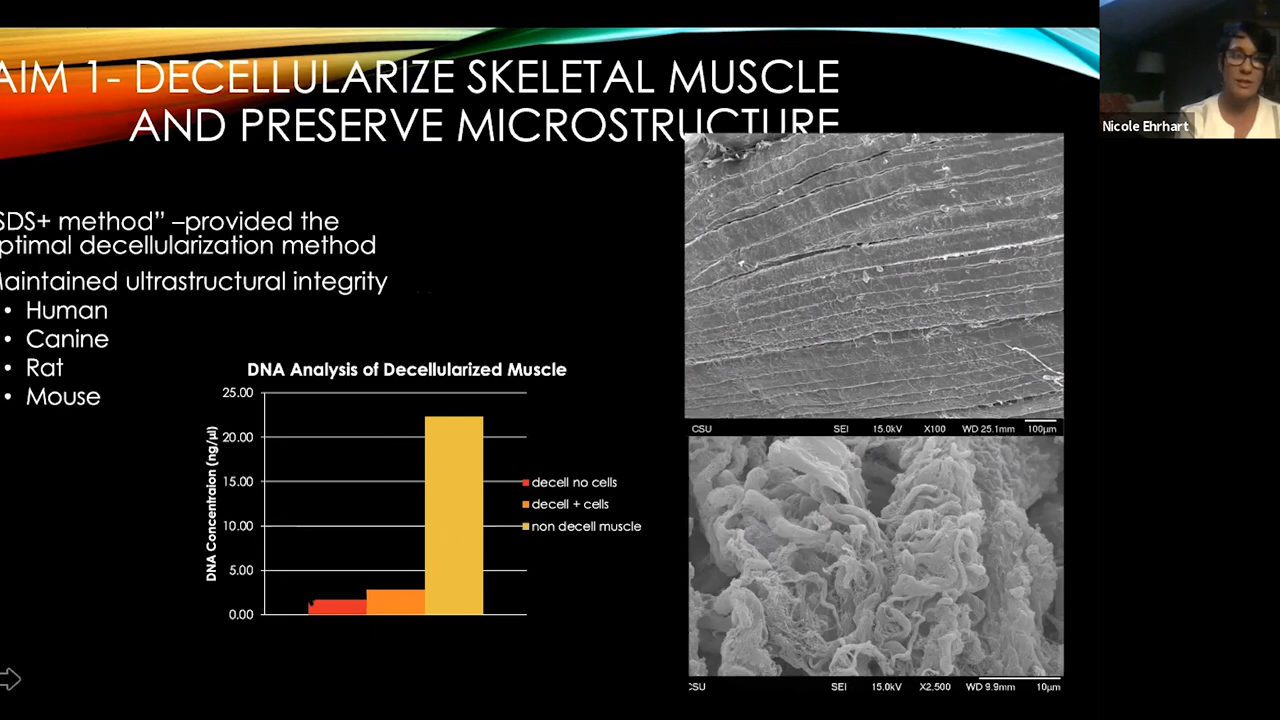 AIM 1- DECELLULARIZE SKELETAL MUSCLE
AND PRESERVE MICROSTRUCTURE
SDS+ method” –provided the
ptimal decellularization method
aintained ultrastructural integrity
• Human
• Canine
• Rat
• Mouse
DNA Analysis of Decellularized Muscle
DNA Concentraion (ng/µl)
25.00
20.00
15.00
10.00
5.00
0.00
decell no cells
decell + cells
non decell muscle
CSU SEI 15.0kV X100 WD 25.1mm 100µm
CSU SEI 15.0kV X2,500 WD 9.9mm 10µm
Nicole Ehrhart